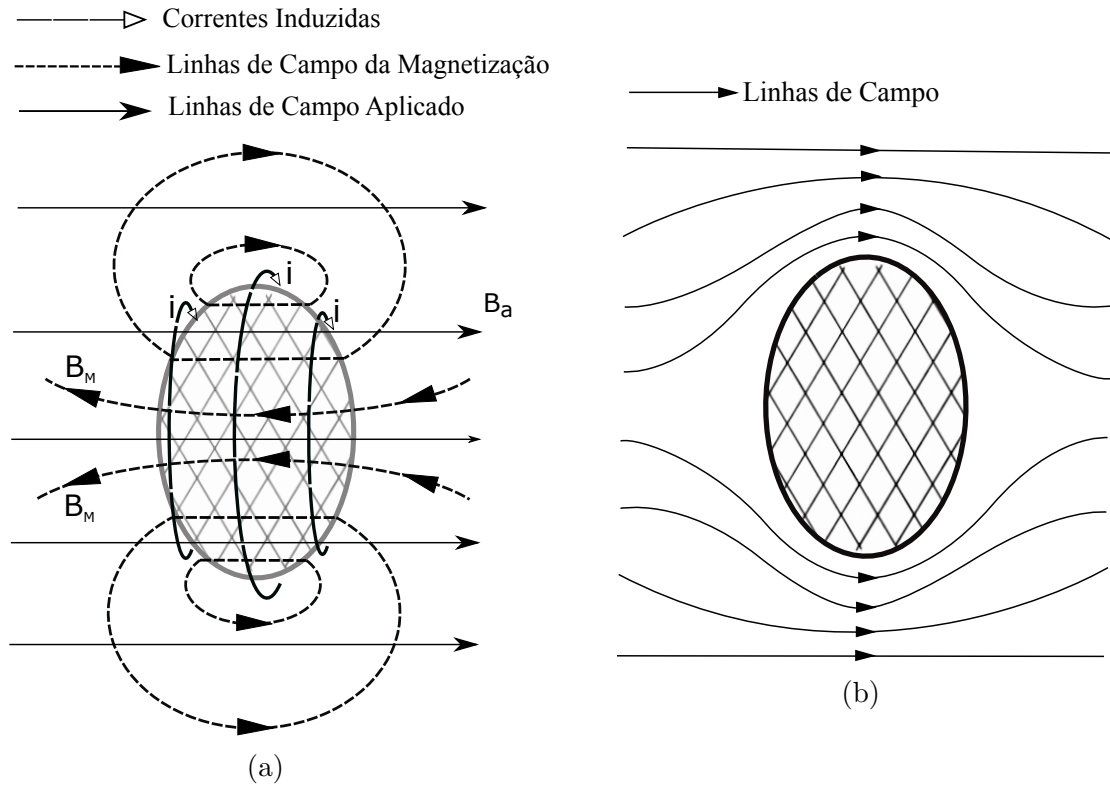 Correntes Induzidas
Linhas de Campo da Magnetização
Linhas de Campo Aplicado
Linhas de Campo
i
i
i
Ba
BM
BM
(a)
(b)